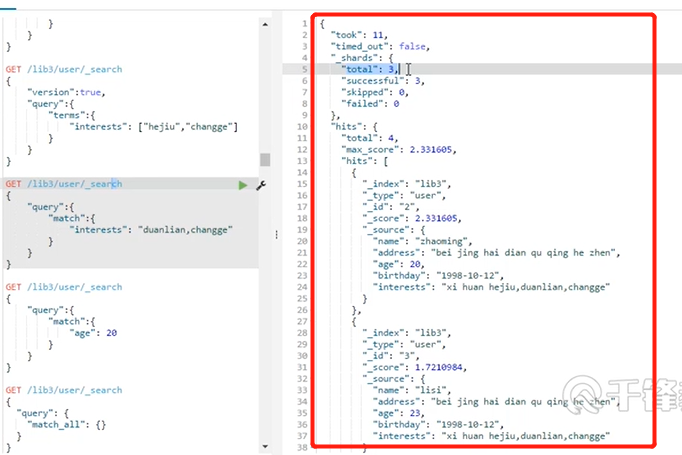 }
}
}
GET /lib3/user/_search
{
"version":true,
"query":{
"terms":{
"interests": ["hejiu","changge"]
}
}
}
GET /lib3/user/_search
{
"query":{
"match":{
"interests": "duanlian,changge"
}
}
}
GET /lib3/user/_search
{
"query":{
"match":{
"age": 20
}
}
}
GET /lib3/user/_search
{
"query": {
"match_all": {}
}
}
1 {
2 "took": 11,
3 "timed_out": false,
4 "_shards": {
5 "total": 3,
6 "successful": 3,
7 "skipped": 0,
8 "failed": 0
9 },
10 "hits": {
11 "total": 4,
12 "max_score": 2.331605,
13 "hits": [
14 {
15 "_index": "lib3",
16 "_type": "user",
17 "_id": "2",
18 "_score": 2.331605,
19 "_source": {
20 "name": "zhaoming",
21 "address": "bei jing hai dian qu qing he zhen",
22 "age": 20,
23 "birthday": "1998-10-12",
24 "interests": "xi huan hejiu,duanlian,changge"
25 }
26 },
27 {
28 "_index": "lib3",
29 "_type": "user",
30 "_id": "3",
31 "_score": 1.7210984,
32 "_source": {
33 "name": "lisi",
34 "address": "bei jing hai dian qu qing he zhen",
35 "age": 23,
36 "birthday": "1998-10-12",
37 "interests": "xi huan hejiu,duanlian,changge"
38 }
千锋